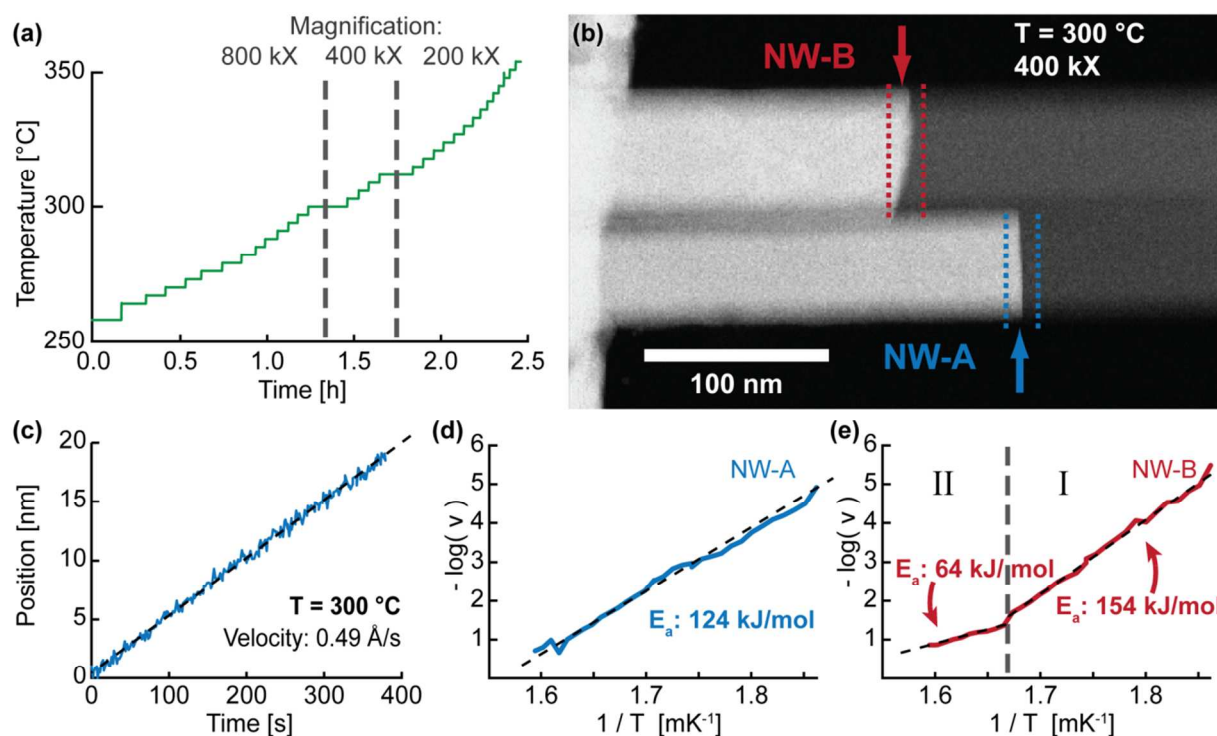 (a)
Magnification:
800 kX 400 kX 200 kX
Temperature [°C]
350
300
250
0.0 0.5 1.0 1.5 2.0 2.5
Time [h]
(b)
T = 300 °C
400 kX
NW-B
NW-A
100 nm
(c)
Position [nm]
20
15
10
5
0
0 100 200 300 400
Time [s]
T = 300 °C
Velocity: 0.49 Å/s
(d)
- log( v )
6
5
4
3
2
1
1.6 1.7 1.8
1 / T [mK⁻¹]
NW-A
Eₐ: 124 kJ/mol
(e)
- log( v )
6
5
4
3
2
1
1.6 1.7 1.8
1 / T [mK⁻¹]
II I
NW-B
Eₐ: 64 kJ/mol
Eₐ: 154 kJ/mol